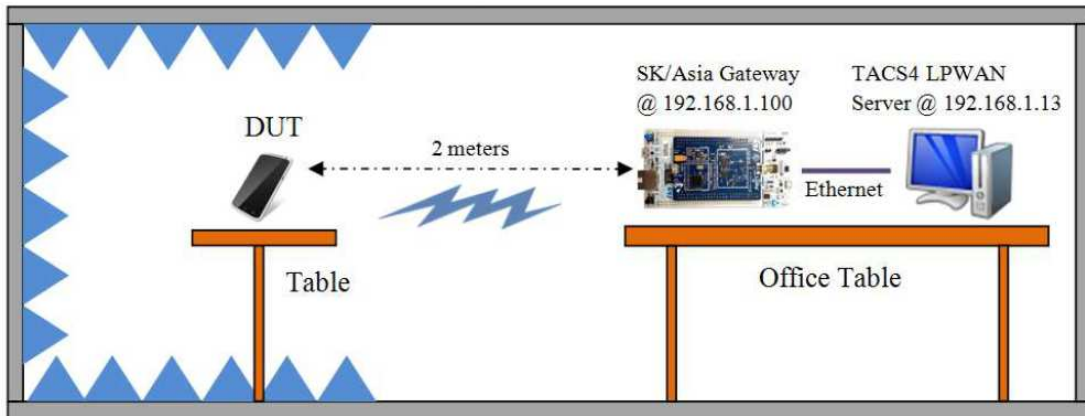 SK/Asia Gateway
@ 192.168.1.100
TACS4 LPWAN
Server @ 192.168.1.13
DUT
2 meters
Ethernet
Table
Office Table